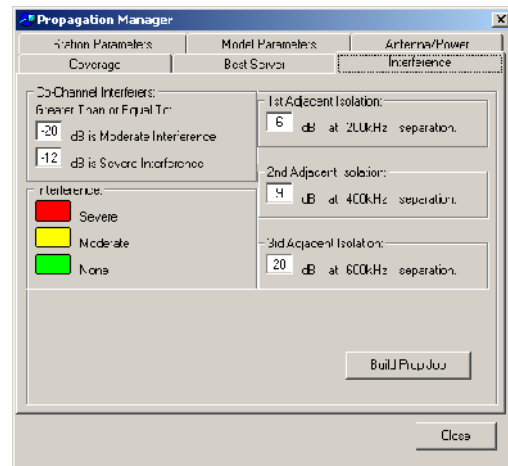 Propagation Manager
Station Parameters
Model Parameters
Antenna/Power
Coverage
Best Server
Interference
Co-Channel Interferers:
Greater Than or Equal To:
-20 dB is Moderate Interference
-12 dB is Severe Interference
Interference:
Severe
Moderate
None
1st Adjacent Isolation:
6 dB at 200kHz separation.
2nd Adjacent Isolation:
9 dB at 400kHz separation.
3rd Adjacent Isolation:
20 dB at 600kHz separation.
Build Prop Job
Close